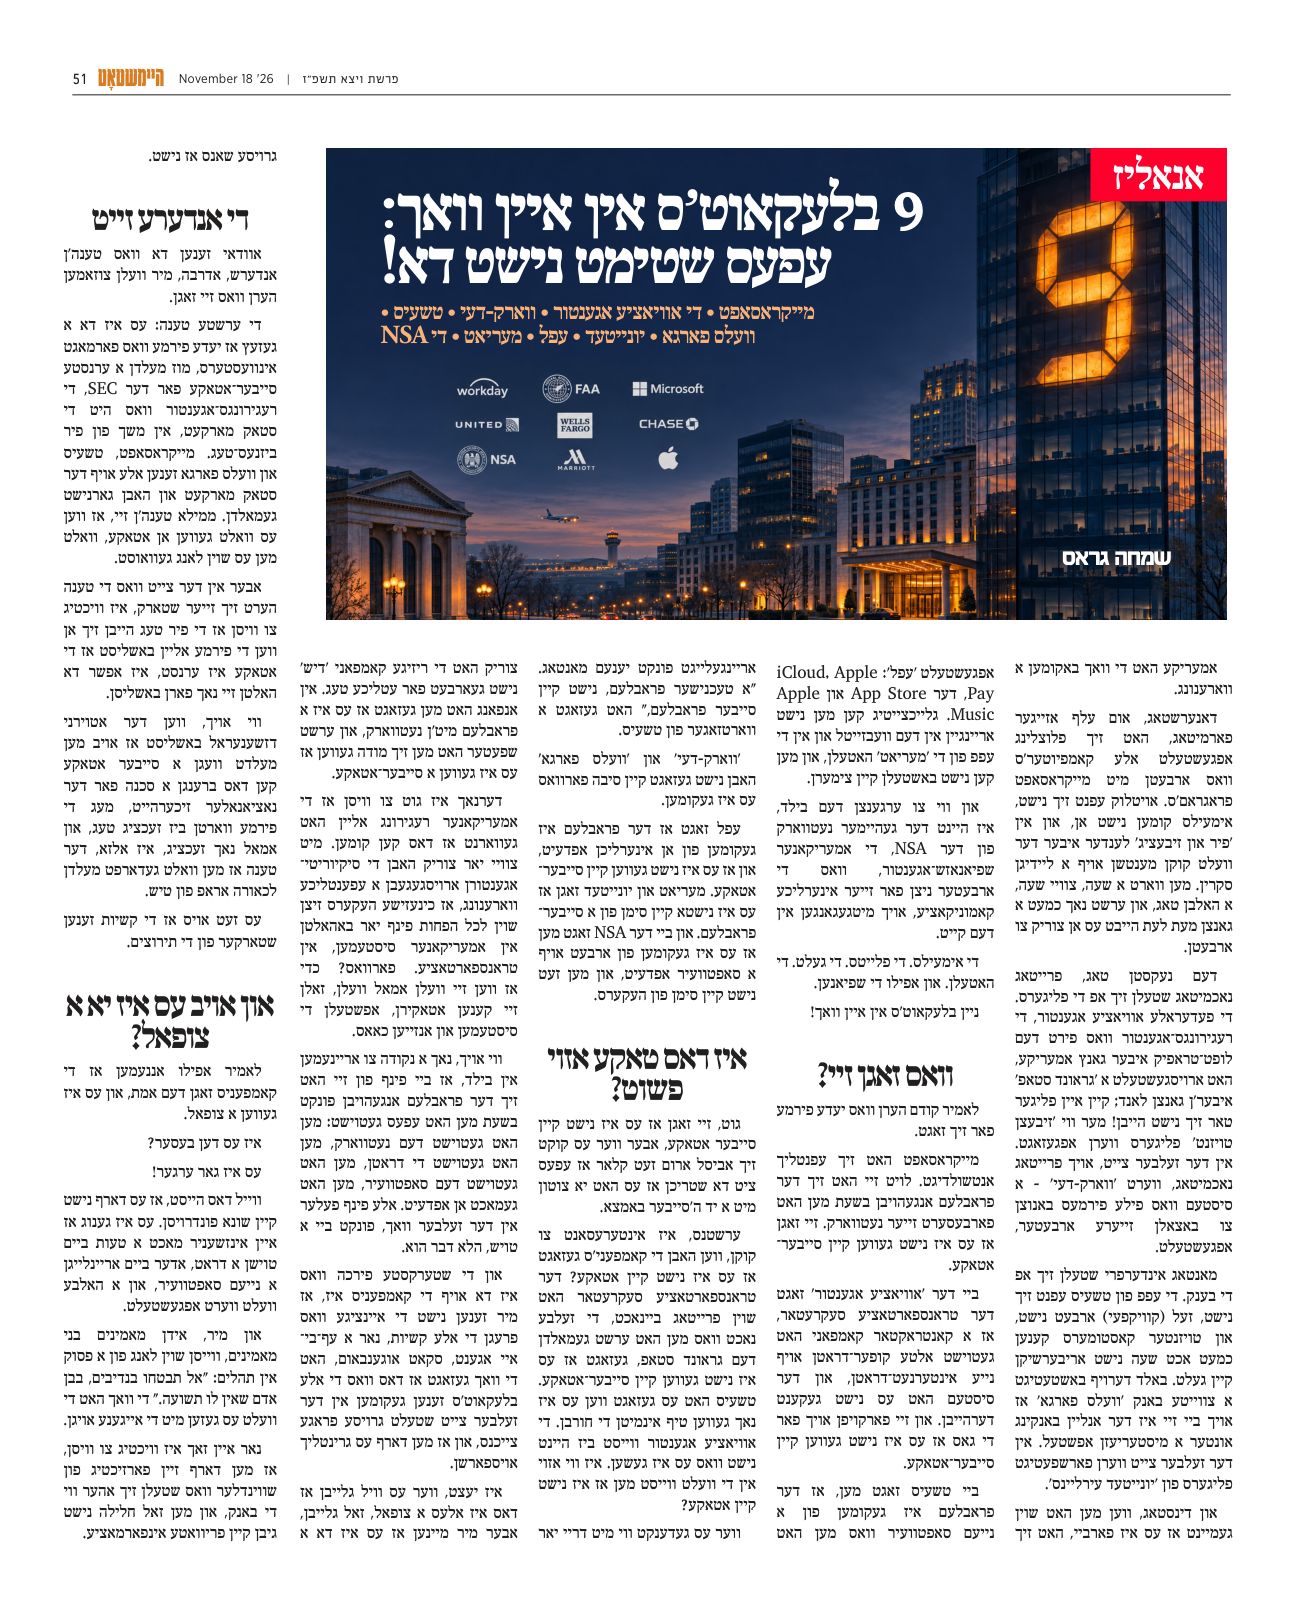 פרשת ויצא תשפ״ז | November 18 '26 היימשטאָט 51
אנאליז
9 בלעקאוט'ס אין איין וואך:
עפעס שטימט נישט דא!
מייקראסאפט • די אוויאציע אגענטור • ווארק-דעי • טשעיס •
וועלס פארגא • יונייטעד • עפל • מעריאט • די NSA
workday FAA Microsoft
UNITED WELLS FARGO CHASE
NSA MARRIOTT
9
שמחה גראס
אמעריקע האט די וואך באקומען א
ווארענונג.
דאנערשטאג, אום עלף אזייגער
פארמיטאג, האט זיך פלוצלינג
אפגעשטעלט אלע קאמפיוטער'ס
וואס ארבעטן מיט מייקראסאפט
פראגראם'ס. אויטלוק עפנט זיך נישט,
אימעילס קומען נישט אן, און אין
'פיר און זיבעציג' לענדער איבער דער
וועלט קוקן מענטשן אויף א ליידיגן
סקרין. מען ווארט א שעה, צוויי שעה,
א האלבן טאג, און ערשט נאך כמעט א
גאנצן מעת לעת הייבט עס אן צוריק צו
ארבעטן.
דעם נעקסטן טאג, פרייטאג
נאכמיטאג שטעלן זיך אפ די פליגערס.
די פעדעראלע אוויאציע אגענטור, די
רעגירונגס־אגענטור וואס פירט דעם
לופט־טראפיק איבער גאנץ אמעריקע,
האט ארויסגעשטעלט א 'גראונד סטאפ'
איבער'ן גאנצן לאנד; קיין איין פליגער
טאר זיך נישט הייבן! מער ווי 'זיבעצן
טויזנט' פליגערס ווערן אפגעזאגט.
אין דער זעלבער צייט, אויך פרייטאג
נאכמיטאג, ווערט 'ווארק-דעי' - א
סיסטעם וואס פילע פירמעס באנוצן
צו באצאלן זייערע ארבעטער,
אפגעשטעלט.
מאנטאג אינדערפרי שטעלן זיך אפ
די בענק. די עפפ פון טשעיס עפנט זיך
נישט, זעל (קוויקפעי) ארבעט נישט,
און טויזנטער קאסטומערס קענען
כמעט אכט שעה נישט אריבערשיקן
קיין געלט. באלד דערויף באשטעטיגט
א צווייטע באנק 'וועלס פארגא' אז
אויך ביי זיי איז דער אנליין באנקינג
אונטער א מיסטעריעזן אפשטעל. אין
דער זעלבער צייט ווערן פארשפעטיגט
פליגערס פון 'יונייטעד עירליינס'.
און דינסטאג, ווען מען האט שוין
געמיינט אז עס איז פארביי, האט זיך
אפגעשטעלט 'עפל': iCloud, Apple
Pay, דער App Store און Apple
Music. גלייכצייטיג קען מען נישט
אריינגיין אין דעם וועבזייטל און אין די
עפפ פון די 'מעריאט' האטעלן, און מען
קען נישט באשטעלן קיין צימערן.
און ווי צו ערגענצן דעם בילד,
איז היינט דער געהיימער נעטווארק
פון דער NSA, די אמעריקאנער
שפיאנאזש־אגענטור, וואס די
ארבעטער ניצן פאר זייער אינערליכע
קאמוניקאציע, אויך מיטגעגאנגען אין
דעם קייט.
די אימעילס. די פלייטס. די געלט. די
האטעלן. און אפילו די שפיאנען.
ניין בלעקאוט'ס אין איין וואך!
וואס זאגן זיי?
לאמיר קודם הערן וואס יעדע פירמע
פאר זיך זאגט.
מייקראסאפט האט זיך עפנטליך
אנטשולדיגט. לויט זיי האט זיך דער
פראבלעם אנגעהויבן בשעת מען האט
פארבעסערט זייער נעטווארק. זיי זאגן
אז עס איז נישט געווען קיין סייבער־
אטאקע.
ביי דער 'אוויאציע אגענטור' זאגט
דער טראנספארטאציע סעקרעטאר,
אז א קאנטראקטאר קאמפאני האט
געטוישט אלטע קופער־דראטן אויף
נייע אינטערנעט־דראטן, און דער
סיסטעם האט עס נישט געקענט
דערהייבן. און זיי פארקויפן אויך פאר
די גאס אז עס איז נישט געווען קיין
סייבער־אטאקע.
ביי טשעיס זאגט מען, אז דער
פראבלעם איז געקומען פון א
נייעם סאפטוועיר וואס מען האט
אריינגעלייגט פונקט יענעם מאנטאג.
"א טעכנישער פראבלעם, נישט קיין
סייבער פראבלעם," האט געזאגט א
ווארטזאגער פון טשעיס.
'ווארק-דעי' און 'וועלס פארגא'
האבן נישט געזאגט קיין סיבה פארוואס
עס איז געקומען.
עפל זאגט אז דער פראבלעם איז
געקומען פון אן אינערליכן אפדעיט,
און אז עס איז נישט געווען קיין סייבער־
אטאקע. מעריאט און יונייטעד זאגן אז
עס איז נישטא קיין סימן פון א סייבער־
פראבלעם. און ביי דער NSA זאגט מען
אז עס איז געקומען פון ארבעט אויף
א סאפטוועיר אפדעיט, און מען זעט
נישט קיין סימן פון העקערס.
איז דאס טאקע אזוי
פשוט?
גוט, זיי זאגן אז עס איז נישט קיין
סייבער אטאקע, אבער ווער עס קוקט
זיך אביסל ארום זעט קלאר אז עפעס
ציט דא שטריכן אז עס האט יא צוטון
מיט א יד ה'סייבער באמצא.
ערשטנס, איז אינטערעסאנט צו
קוקן, ווען האבן די קאמפעני'ס געזאגט
אז עס איז נישט קיין אטאקע? דער
טראנספארטאציע סעקרעטאר האט
שוין פרייטאג ביינאכט, די זעלבע
נאכט וואס מען האט ערשט געמאלדן
דעם גראונד סטאפ, געזאגט אז עס
איז נישט געווען קיין סייבער־אטאקע.
טשעיס האט עס געזאגט ווען עס איז
נאך געווען טיף אינמיטן די חורבן. די
אוויאציע אגענטור ווייסט ביז היינט
נישט וואס עס איז געשען. איז ווי אזוי
אין די וועלט ווייסט מען אז איז נישט
קיין אטאקע?
ווער עס געדענקט ווי מיט דריי יאר
צוריק האט די ריזיגע קאמפאני 'דיש'
נישט געארבעט פאר עטליכע טעג. אין
אנפאנג האט מען געזאגט אז עס איז א
פראבלעם מיט'ן נעטווארק, און ערשט
שפעטער האט מען זיך מודה געווען אז
עס איז געווען א סייבער־אטאקע.
דערנאך איז גוט צו וויסן אז די
אמעריקאנער רעגירונג אליין האט
געווארנט אז דאס קען קומען. מיט
צוויי יאר צוריק האבן די סיקיוריטי־
אגענטורן ארויסגעגעבן א עפענטליכע
ווארענונג, אז כינעזישע העקערס זיצן
שוין לכל הפחות פינף יאר באהאלטן
אין אמעריקאנער סיסטעמען, אין
טראנספארטאציע. פארוואס? כדי
אז ווען זיי וועלן אמאל וועלן, זאלן
זיי קענען אטאקירן, אפשטעלן די
סיסטעמען און אנזייען כאאס.
ווי אויך, נאך א נקודה צו אריינעמען
אין בילד, אז ביי פינף פון זיי האט
זיך דער פראבלעם אנגעהויבן פונקט
בשעת מען האט עפעס געטוישט: מען
האט געטוישט דעם נעטווארק, מען
האט געטוישט די דראטן, מען האט
געטוישט דעם סאפטוועיר, מען האט
געמאכט אן אפדעיט. אלע פינף פעלער
אין דער זעלבער וואך, פונקט ביי א
טויש, הלא דבר הוא.
און די שטערקסטע פירכה וואס
איז דא אויף די קאמפעניס איז, אז
מיר זענען נישט די איינציגע וואס
פרעגן די אלע קשיות, נאר א עף־בי־
איי אגענט, סקאט אוגענבאום, האט
די וואך געזאגט אז דאס וואס די אלע
בלעקאוט'ס זענען געקומען אין דער
זעלבער צייט שטעלט גרויסע פראגע
צייכנס, און אז מען דארף עס גרינטליך
אויספארשן.
איז יעצט, ווער עס וויל גלייבן אז
דאס איז אלעס א צופאל, זאל גלייבן,
אבער מיר מיינען אז עס איז דא א
גרויסע שאנס אז נישט.
די אנדערע זייט
אוודאי זענען דא וואס טענה'ן
אנדערש, אדרבה, מיר וועלן צוזאמען
הערן וואס זיי זאגן.
די ערשטע טענה: עס איז דא א
געזעץ אז יעדע פירמע וואס פארמאגט
אינוועסטערס, מוז מעלדן א ערנסטע
סייבער־אטאקע פאר דער SEC, די
רעגירונגס־אגענטור וואס היט די
סטאק מארקעט, אין משך פון פיר
ביזנעס־טעג. מייקראסאפט, טשעיס
און וועלס פארגא זענען אלע אויף דער
סטאק מארקעט און האבן גארנישט
געמאלדן. ממילא טענה'ן זיי, אז ווען
עס וואלט געווען אן אטאקע, וואלט
מען עס שוין לאנג געוואוסט.
אבער אין דער צייט וואס די טענה
הערט זיך זייער שטארק, איז וויכטיג
צו וויסן אז די פיר טעג הייבן זיך אן
ווען די פירמע אליין באשליסט אז די
אטאקע איז ערנסט, איז אפשר דא
האלטן זיי נאך פארן באשליסן.
ווי אויך, ווען דער אטוירני
דזשענעראל באשליסט אז אויב מען
מעלדט וועגן א סייבער אטאקע
קען דאס ברענגן א סכנה פאר דער
נאציאנאלער זיכערהייט, מעג די
פירמע ווארטן ביז זעכציג טעג, און
אמאל נאך זעכציג, איז אלזא, דער
טענה אז מען וואלט געדארפט מעלדן
לכאורה אראפ פון טיש.
עס זעט אויס אז די קשיות זענען
שטארקער פון די תירוצים.
און אויב עס איז יא א
צופאל?
לאמיר אפילו אננעמען אז די
קאמפעניס זאגן דעם אמת, און עס איז
געווען א צופאל.
איז עס דען בעסער?
עס איז גאר ערגער!
ווייל דאס הייסט, אז עס דארף נישט
קיין שונא פונדרויסן. עס איז גענוג אז
איין אינזשעניר מאכט א טעות ביים
טוישן א דראט, אדער ביים אריינלייגן
א נייעם סאפטוועיר, און א האלבע
וועלט ווערט אפגעשטעלט.
און מיר, אידן מאמינים בני
מאמינים, ווייסן שוין לאנג פון א פסוק
אין תהלים: "אל תבטחו בנדיבים, בבן
אדם שאין לו תשועה." די וואך האט די
וועלט עס געזען מיט די אייגענע אויגן.
נאר איין זאך איז וויכטיג צו וויסן,
אז מען דארף זיין פארזיכטיג פון
שווינדלער וואס שטעלן זיך אהער ווי
די באנק, און מען זאל חלילה נישט
גיבן קיין פריוואטע אינפארמאציע.